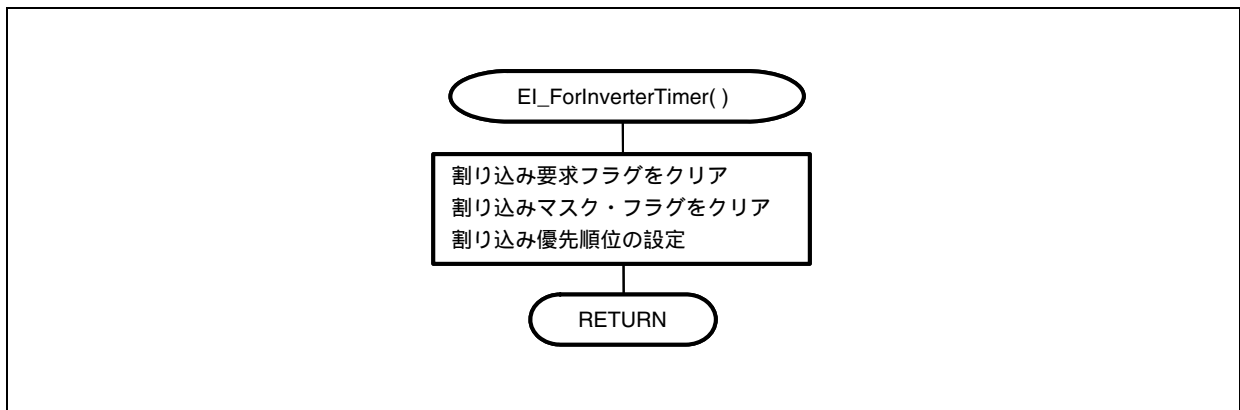 EI_ForInverterTimer( )
割り込み要求フラグをクリア
割り込みマスク・フラグをクリア
割り込み優先順位の設定
RETURN